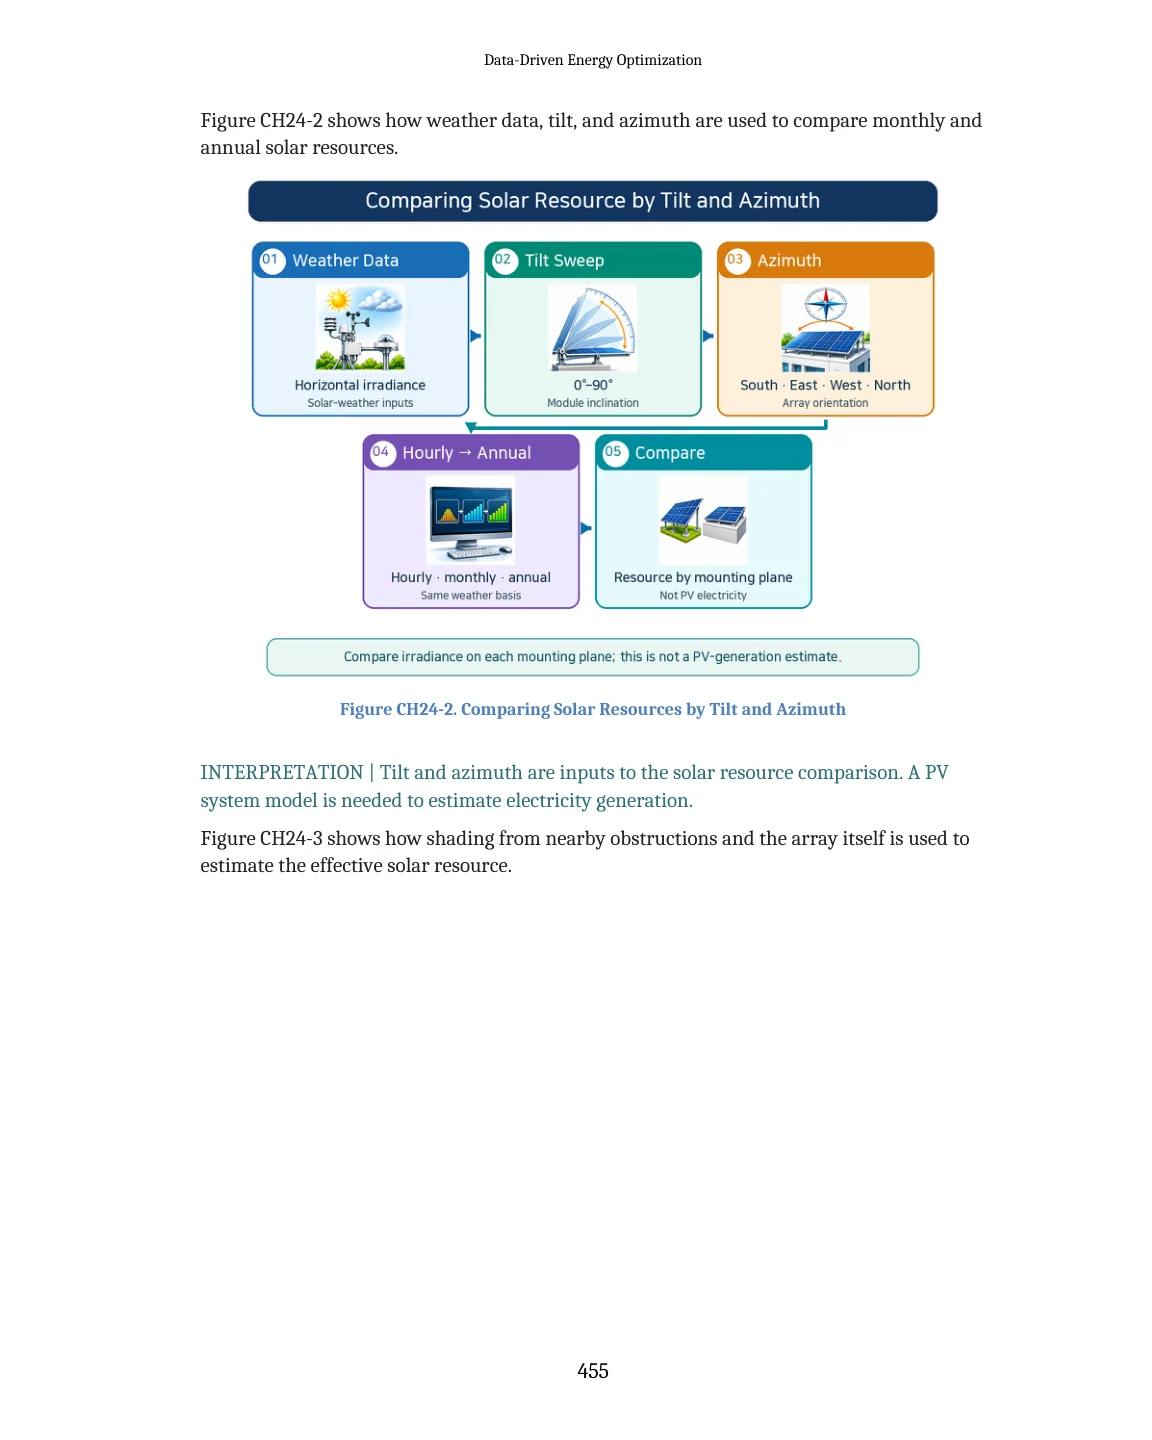 Data-Driven Energy Optimization
Figure CH24-2 shows how weather data, tilt, and azimuth are used to compare monthly and
annual solar resources.
Comparing Solar Resource by Tilt and Azimuth
01 Weather Data
Horizontal irradiance
Solar-weather inputs
02 Tilt Sweep
0°–90°
Module inclination
03 Azimuth
South · East · West · North
Array orientation
04 Hourly → Annual
Hourly · monthly · annual
Same weather basis
05 Compare
Resource by mounting plane
Not PV electricity
Compare irradiance on each mounting plane; this is not a PV-generation estimate.
Figure CH24-2. Comparing Solar Resources by Tilt and Azimuth
INTERPRETATION | Tilt and azimuth are inputs to the solar resource comparison. A PV
system model is needed to estimate electricity generation.
Figure CH24-3 shows how shading from nearby obstructions and the array itself is used to
estimate the effective solar resource.
455